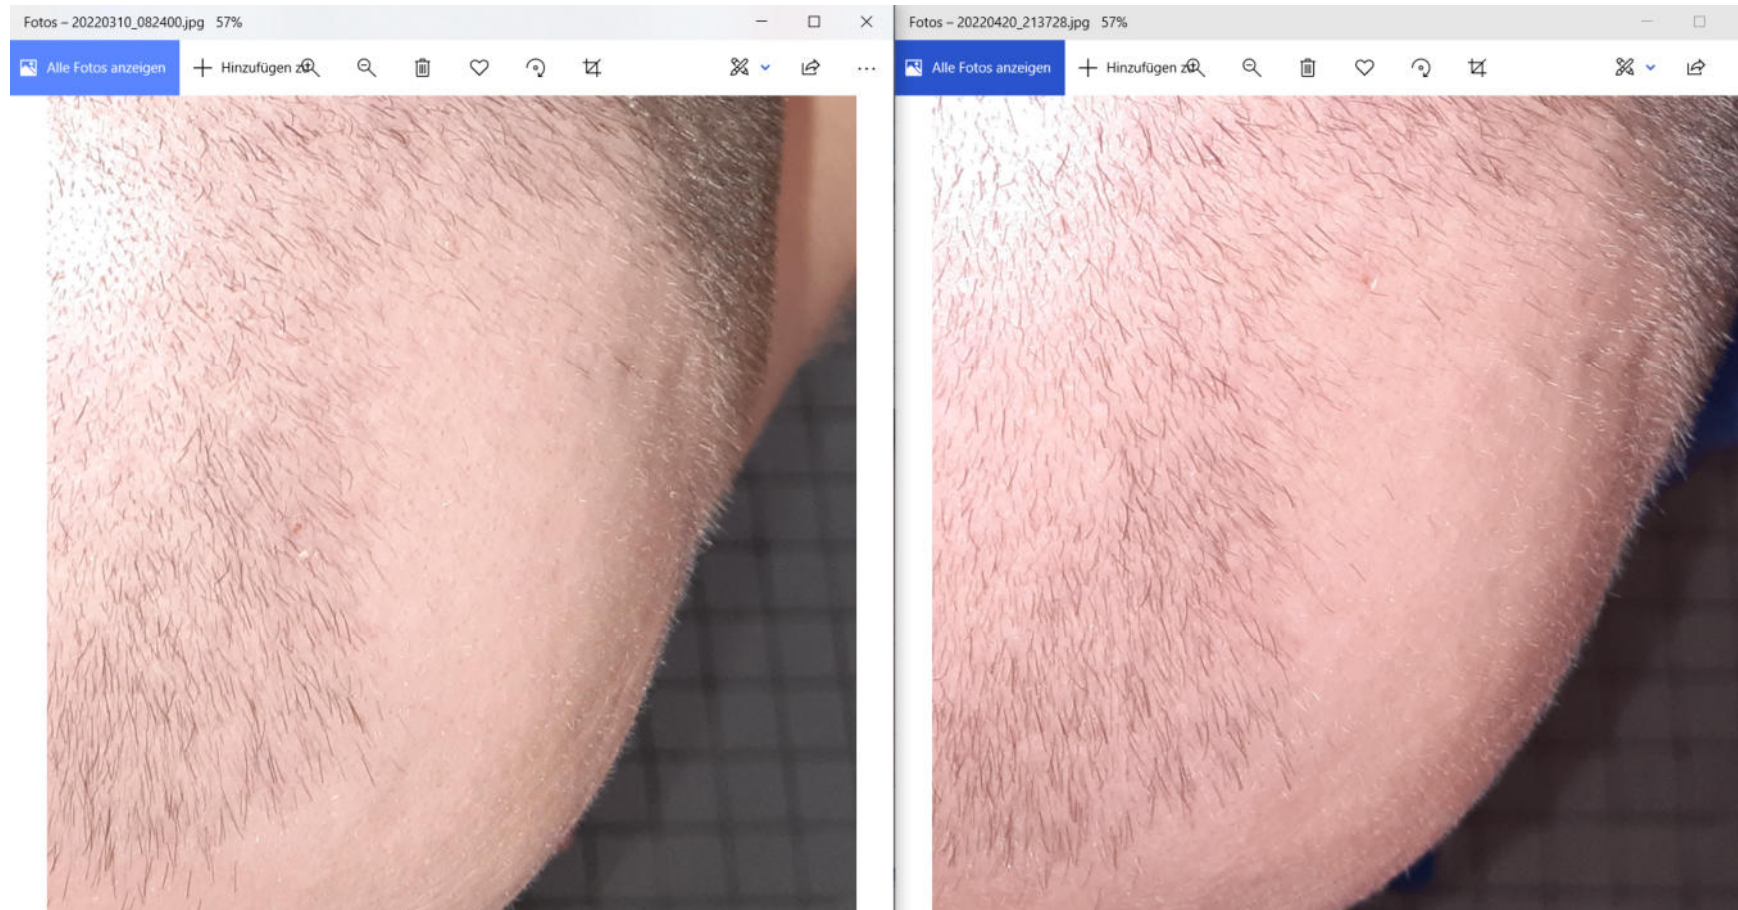 Fotos – 20220310_082400.jpg 57%
Alle Fotos anzeigen
Hinzufügen zu
Fotos – 20220420_213728.jpg 57%
Alle Fotos anzeigen
Hinzufügen zu